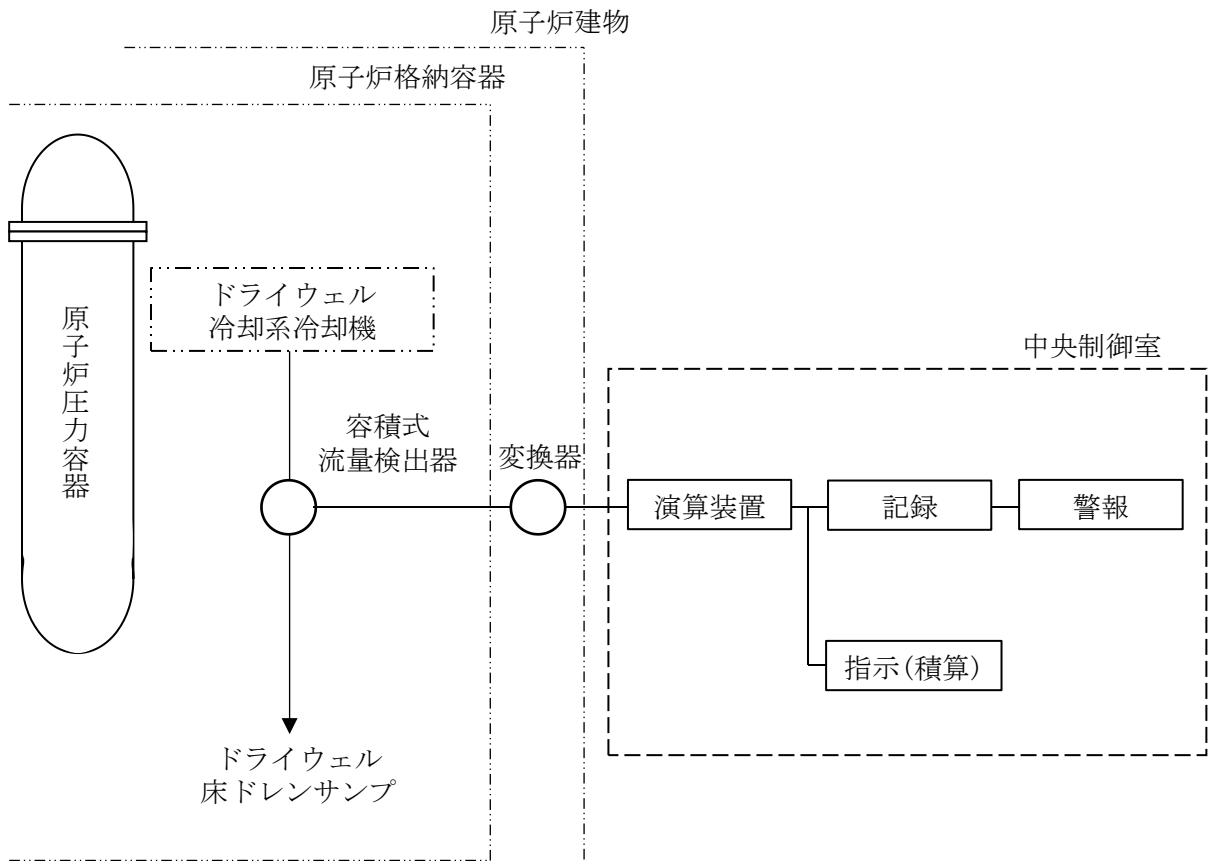 原子炉建物
原子炉格納容器
原子炉圧力容器
ドライウェル
冷却系冷却機
中央制御室
容積式
流量検出器
変換器
演算装置
記録
警報
指示(積算)
ドライウェル
床ドレンサンプ